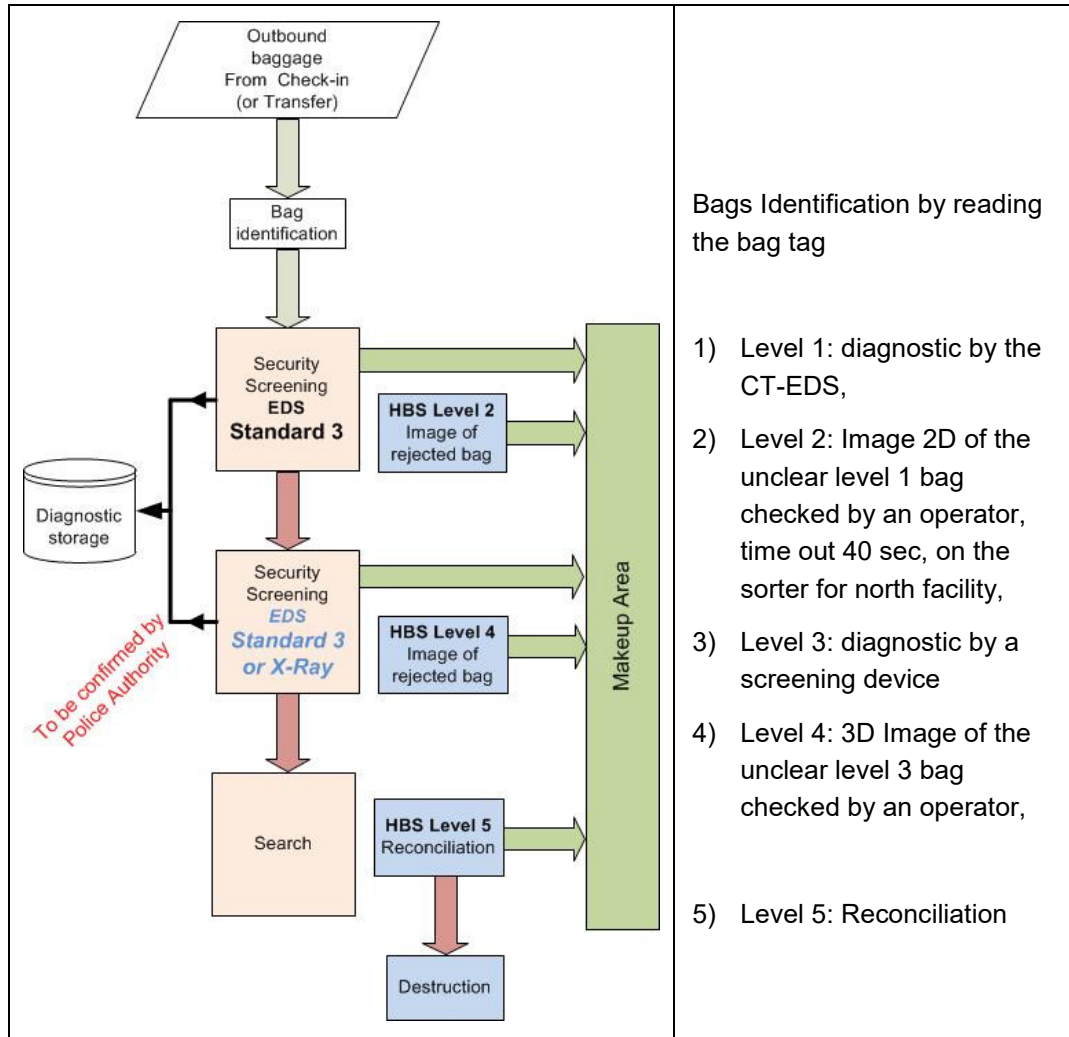 Outbound
baggage
From Check-in
(or Transfer)
Bag
identification
Security
Screening
EDS
Standard 3
HBS Level 2
Image of
rejected bag
Diagnostic
storage
Security
Screening
EDS
Standard 3
or X-Ray
HBS Level 4
Image of
rejected bag
To be confirmed by
Police Authority
Search
HBS Level 5
Reconciliation
Destruction
Makeup Area
Bags Identification by reading
the bag tag
1) Level 1: diagnostic by the
CT-EDS,
2) Level 2: Image 2D of the
unclear level 1 bag
checked by an operator,
time out 40 sec, on the
sorter for north facility,
3) Level 3: diagnostic by a
screening device
4) Level 4: 3D Image of the
unclear level 3 bag
checked by an operator,
5) Level 5: Reconciliation